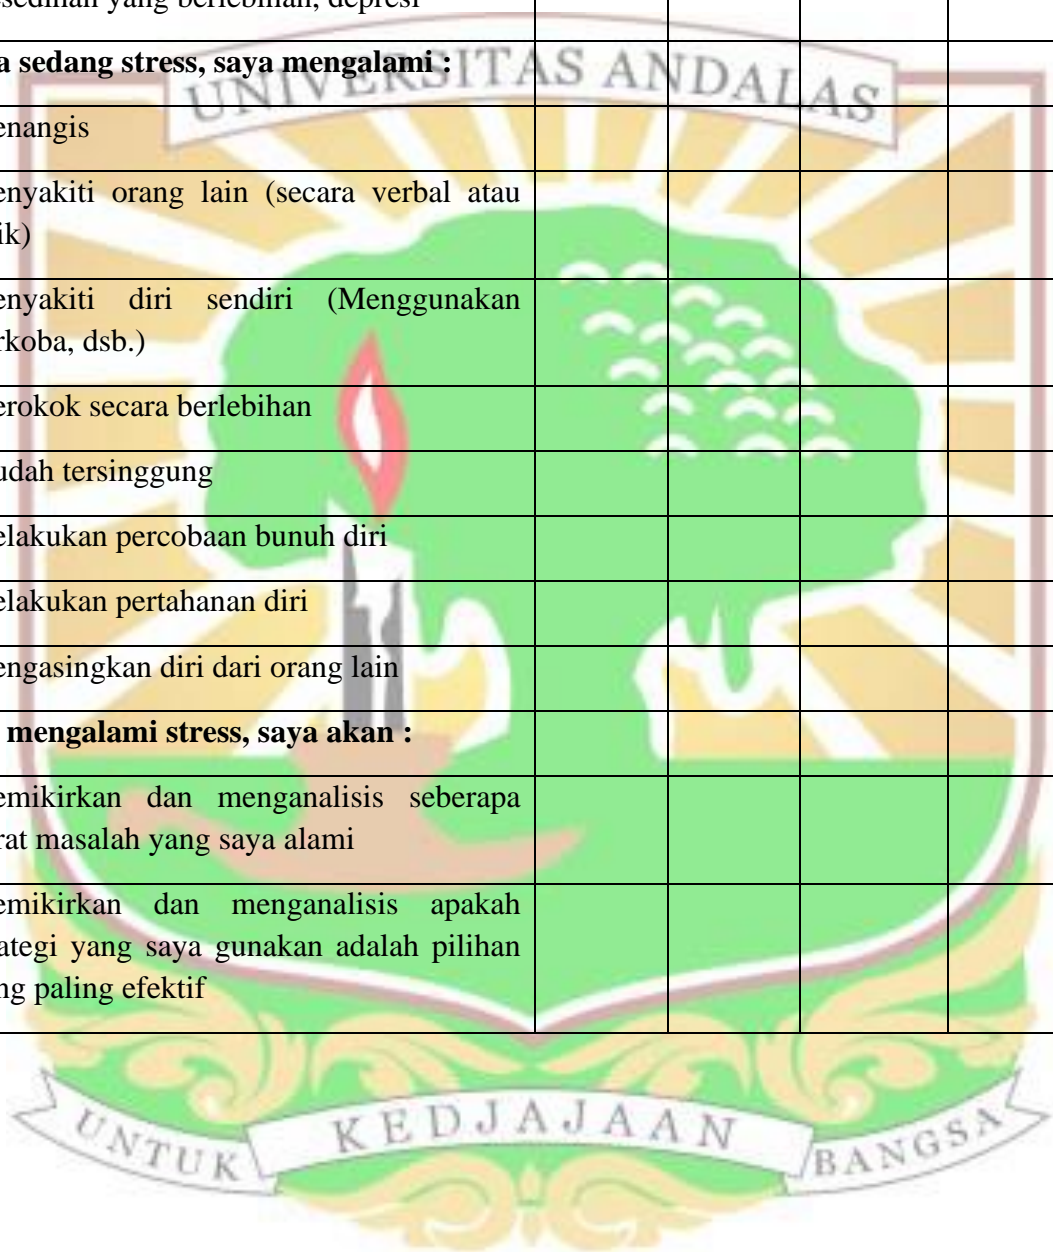 esedihan yang berlebihan, depresi
a sedang stress, saya mengalami :
UNIVERSITAS ANDALAS
enangis
enyakiti orang lain (secara verbal atau
ik)
enyakiti diri sendiri (Menggunakan
rkoba, dsb.)
erokok secara berlebihan
udah tersinggung
elakukan percobaan bunuh diri
elakukan pertahanan diri
engasingkan diri dari orang lain
mengalami stress, saya akan :
emikirkan dan menganalisis seberapa
rat masalah yang saya alami
emikirkan dan menganalisis apakah
ategi yang saya gunakan adalah pilihan
ng paling efektif
UNTUK KEDJAJAAN BANGSA